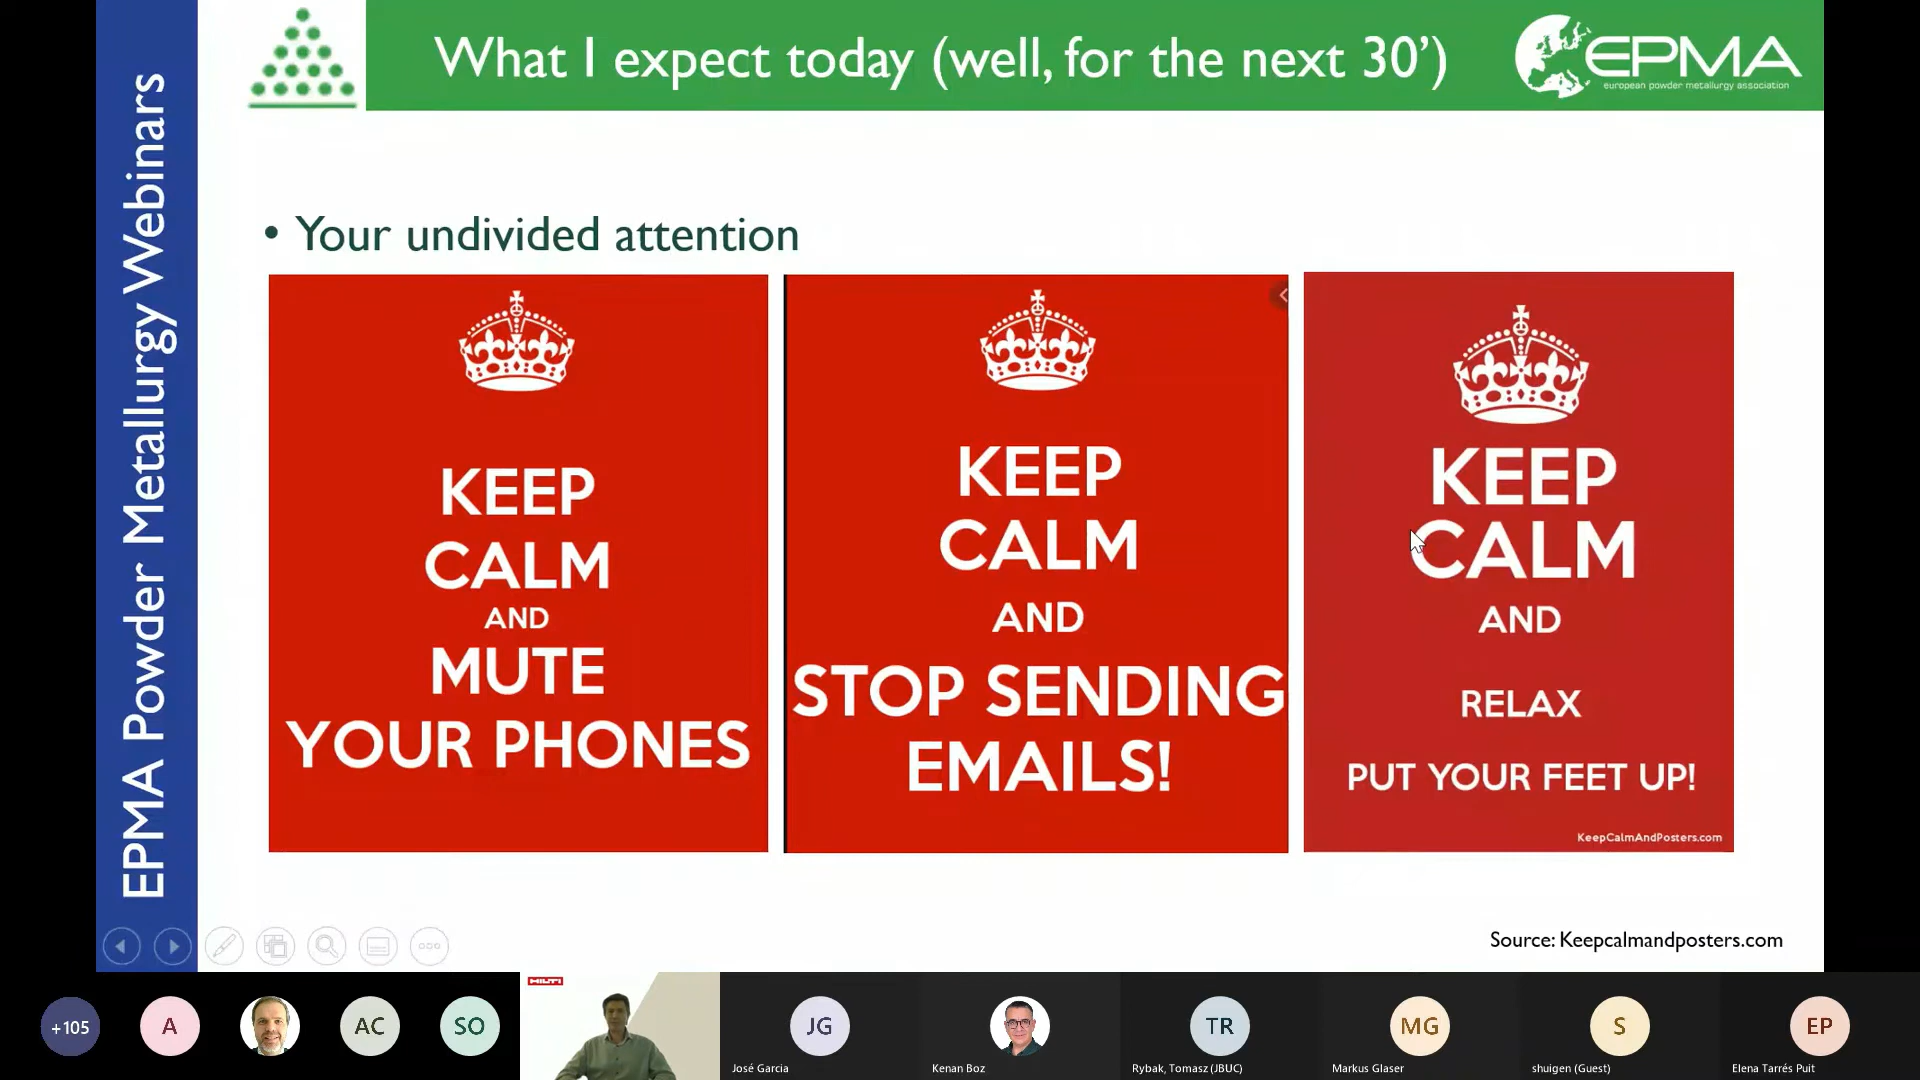 What I expect today (well, for the next 30’)
EPMA
european powder metallurgy association
EPMA Powder Metallurgy Webinars
• Your undivided attention
KEEP
CALM
AND
MUTE
YOUR PHONES
KEEP
CALM
AND
STOP SENDING
EMAILS!
KEEP
CALM
AND
RELAX
PUT YOUR FEET UP!
KeepCalmAndPosters.com
Source: Keepcalmandposters.com
+105
A
AC
SO
HILTI
JG
José Garcia
Kenan Boz
TR
Rybak, Tomasz (JBUC)
MG
Markus Glaser
S
shuigen (Guest)
EP
Elena Tarrés Puit